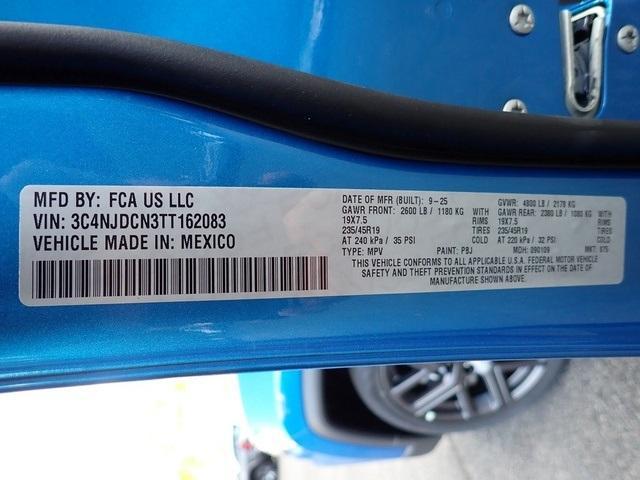 MFD BY: FCA US LLC
VIN: 3C4NJDCN3TT162083
VEHICLE MADE IN: MEXICO
DATE OF MFR (BUILT): 9-25 GVWR: 4800 LB / 2178 KG
GAWR FRONT: 2600 LB / 1180 KG WITH GAWR REAR: 2380 LB / 1080 KG WITH
19X7.5 RIMS 19X7.5 RIMS
235/45R19 TIRES 235/45R19 TIRES
AT 240 kPa / 35 PSI COLD AT 220 kPa / 32 PSI COLD
TYPE: MPV PAINT: PBJ MDH: 090109 MKT: 
THIS VEHICLE CONFORMS TO ALL APPLICABLE U.S.A. FEDERAL MOTOR VEHICLE
SAFETY AND THEFT PREVENTION STANDARDS IN EFFECT ON THE DATE OF
MANUFACTURE SHOWN ABOVE.